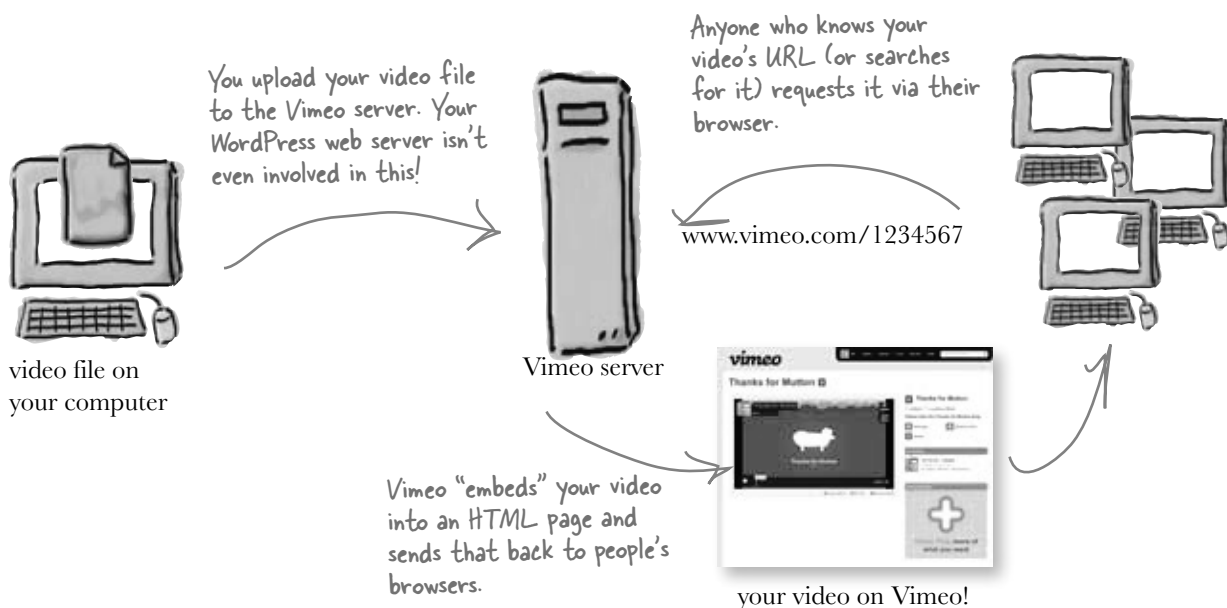 You upload your video file
to the Vimeo server. Your
WordPress web server isn't
even involved in this!
Anyone who knows your
video's URL (or searches
for it) requests it via their
browser.
www.vimeo.com/1234567
video file on
your computer
Vimeo server
vimeo
Thanks for Mutton
Thanks for Mutton
Vimeo "embeds" your video
into an HTML page and
sends that back to people's
browsers.
your video on Vimeo!